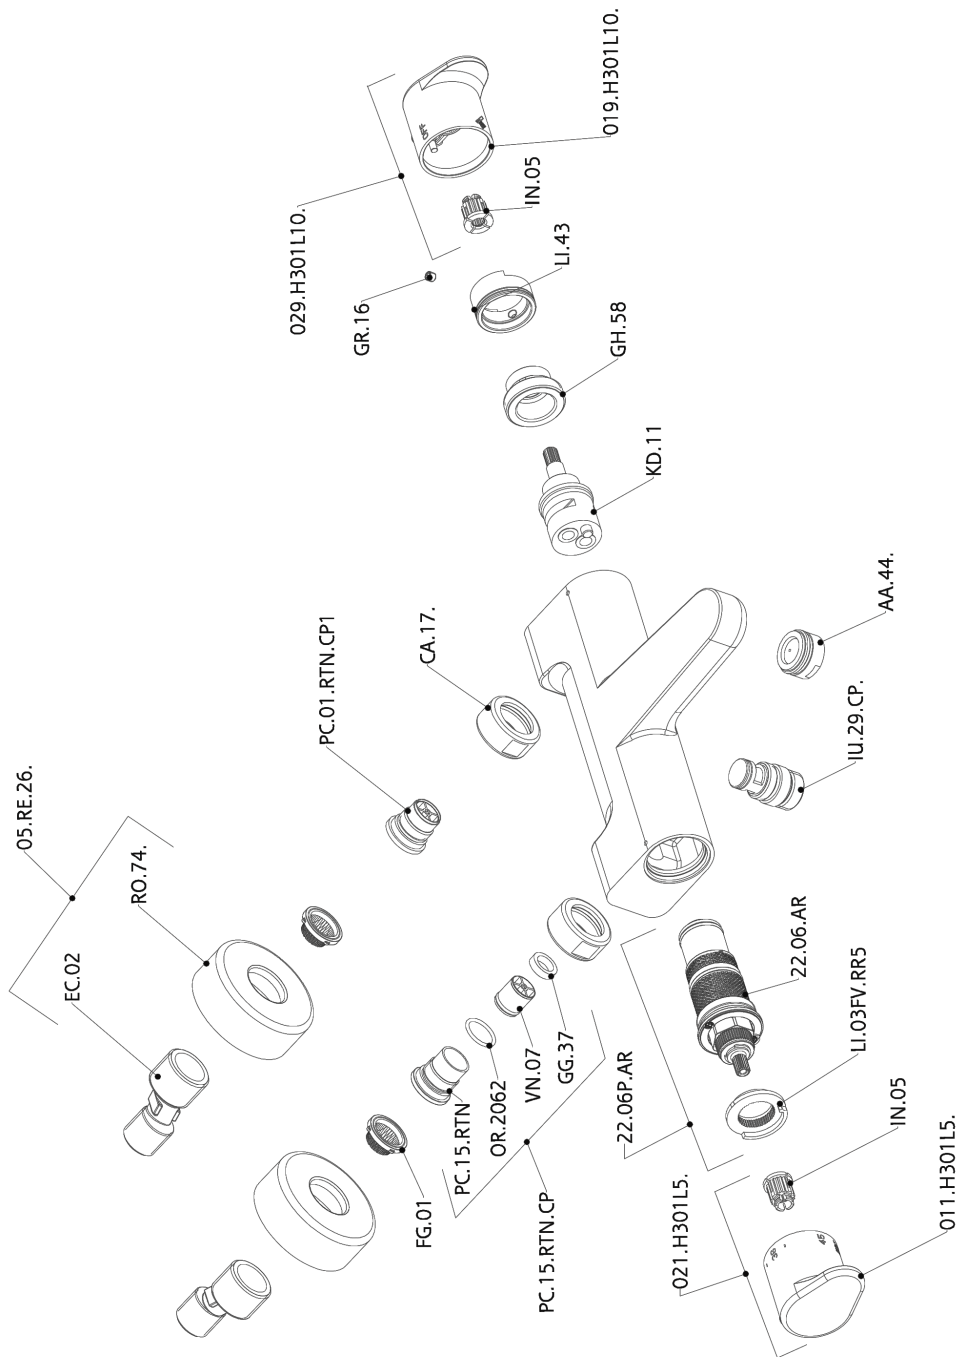 019.H301L10.
IN.05
029.H301L10.
LI.43
GR.16
GH.58
KD.11
AA.44.
CA.17.
PC.01.RTN.CP1
IU.29.CP.
05.RE.26.
RO.74.
EC.02
22.06.AR
LI.03FV.RR5
GG.37
VN.07
OR.2062
PC.15.RTN
22.06P.AR
IN.05
FG.01
PC.15.RTN.CP
021.H301L5.
011.H301L5.
OFF
38
45